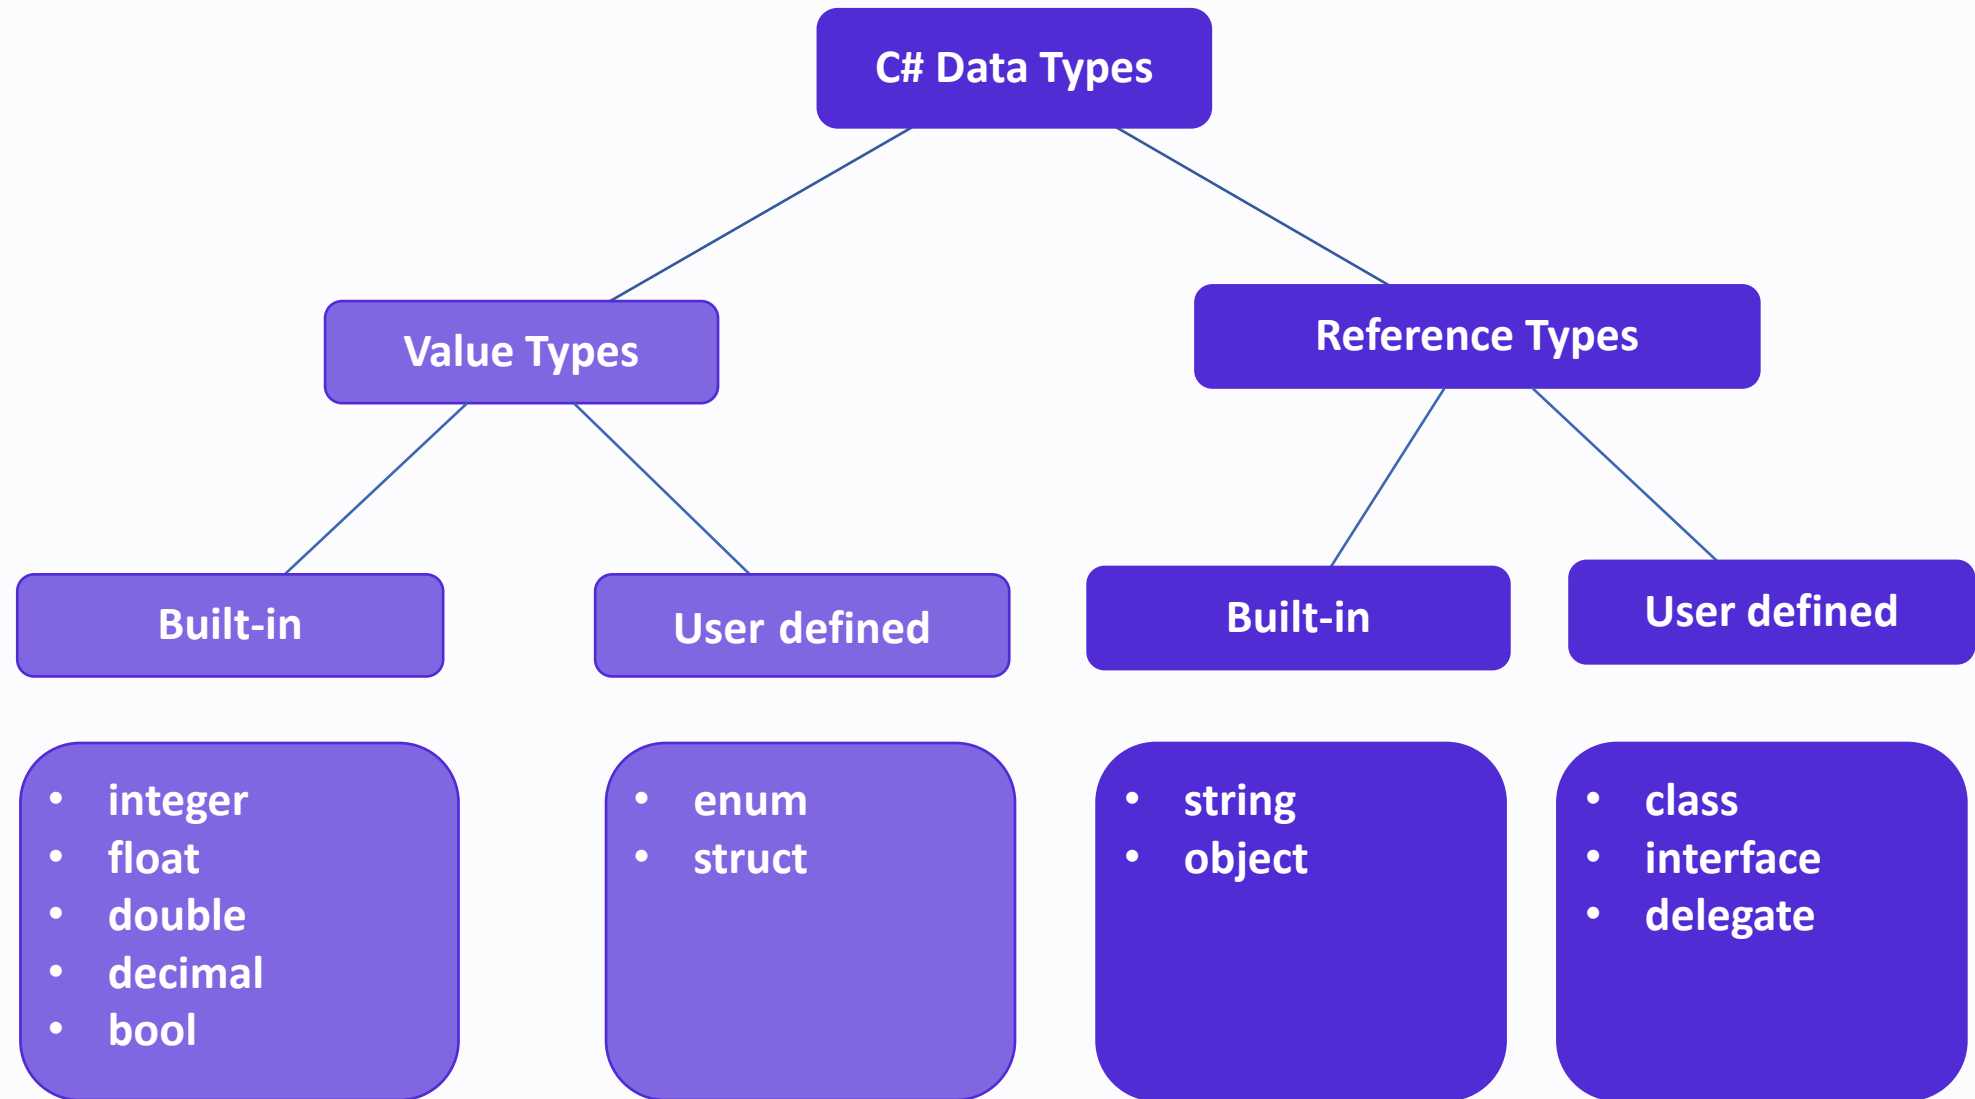 C# Data Types
Value Types
Reference Types
Built-in
User defined
Built-in
User defined
• integer
• float
• double
• decimal
• bool
• enum
• struct
• string
• object
• class
• interface
• delegate